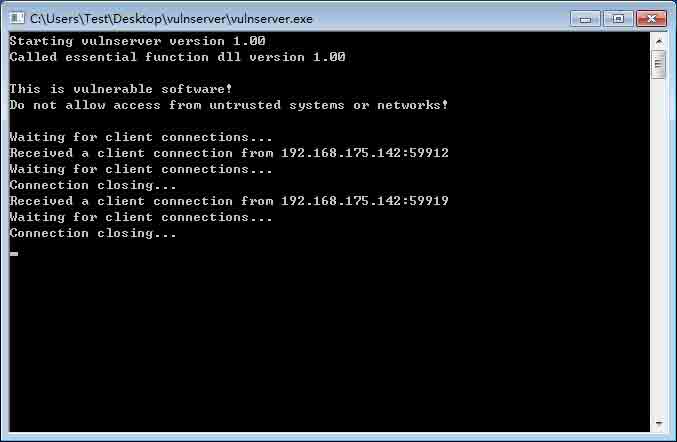 C:\Users\Test\Desktop\vulnserver\vulnserver.exe
Starting vulnserver version 1.00
Called essential function dll version 1.00
This is vulnerable software!
Do not allow access from untrusted systems or networks!
Waiting for client connections...
Received a client connection from 192.168.175.142:59912
Waiting for client connections...
Connection closing...
Received a client connection from 192.168.175.142:59919
Waiting for client connections...
Connection closing...